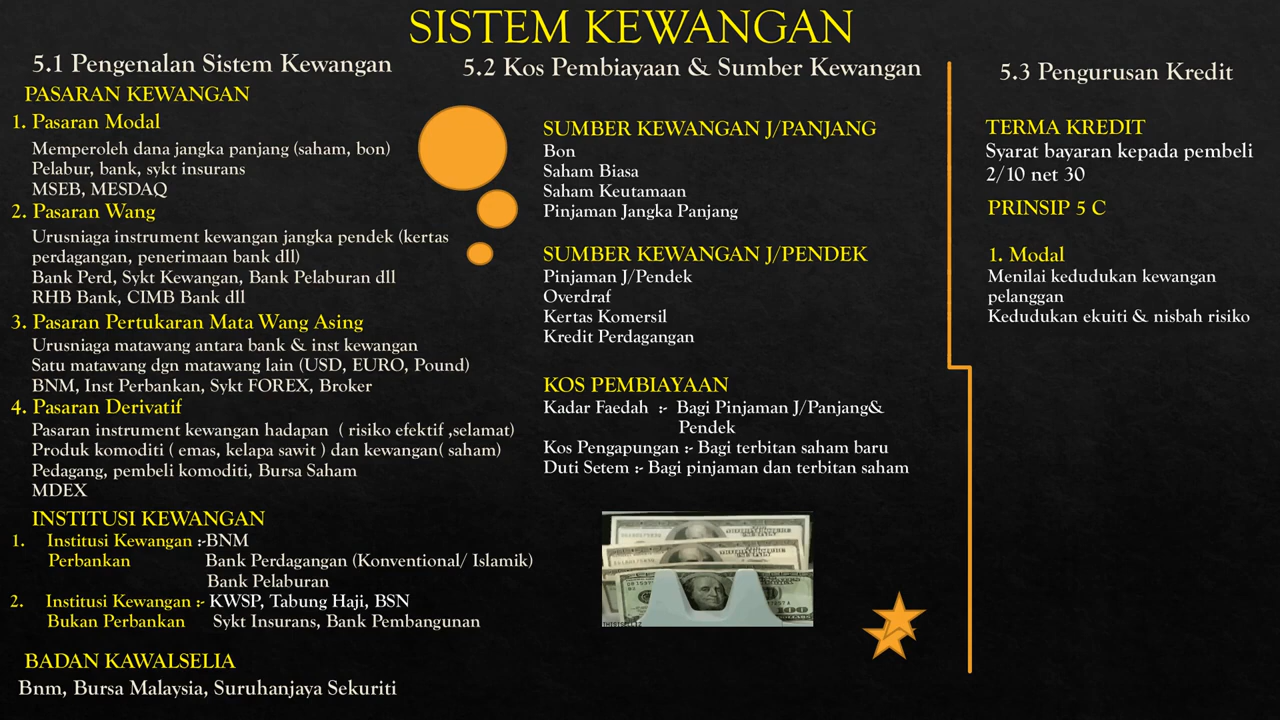 SISTEM KEWANGAN
5.1 Pengenalan Sistem Kewangan
PASARAN KEWANGAN
1. Pasaran Modal
Memperoleh dana jangka panjang (saham, bon)
Pelabur, bank, sykt insurans
MSEB, MESDAQ
2. Pasaran Wang
Urusniaga instrument kewangan jangka pendek (kertas
perdagangan, penerimaan bank dll)
Bank Perd, Sykt Kewangan, Bank Pelaburan dll
RHB Bank, CIMB Bank dll
3. Pasaran Pertukaran Mata Wang Asing
Urusniaga matawang antara bank & inst kewangan
Satu matawang dgn matawang lain (USD, EURO, Pound)
BNM, Inst Perbankan, Sykt FOREX, Broker
4. Pasaran Derivatif
Pasaran instrument kewangan hadapan ( risiko efektif ,selamat)
Produk komoditi ( emas, kelapa sawit ) dan kewangan( saham)
Pedagang, pembeli komoditi, Bursa Saham
MDEX
INSTITUSI KEWANGAN
1. Institusi Kewangan :-BNM
Perbankan Bank Perdagangan (Konventional/ Islamik)
Bank Pelaburan
2. Institusi Kewangan :- KWSP, Tabung Haji, BSN
Bukan Perbankan Sykt Insurans, Bank Pembangunan
BADAN KAWALSELIA
Bnm, Bursa Malaysia, Suruhanjaya Sekuriti
5.2 Kos Pembiayaan & Sumber Kewangan
SUMBER KEWANGAN J/PANJANG
Bon
Saham Biasa
Saham Keutamaan
Pinjaman Jangka Panjang
SUMBER KEWANGAN J/PENDEK
Pinjaman J/Pendek
Overdraf
Kertas Komersil
Kredit Perdagangan
KOS PEMBIAYAAN
Kadar Faedah :- Bagi Pinjaman J/Panjang&
Pendek
Kos Pengapungan :- Bagi terbitan saham baru
Duti Setem :- Bagi pinjaman dan terbitan saham
100
5.3 Pengurusan Kredit
TERMA KREDIT
Syarat bayaran kepada pembeli
2/10 net 30
PRINSIP 5 C
1. Modal
Menilai kedudukan kewangan
pelanggan
Kedudukan ekuiti & nisbah risiko